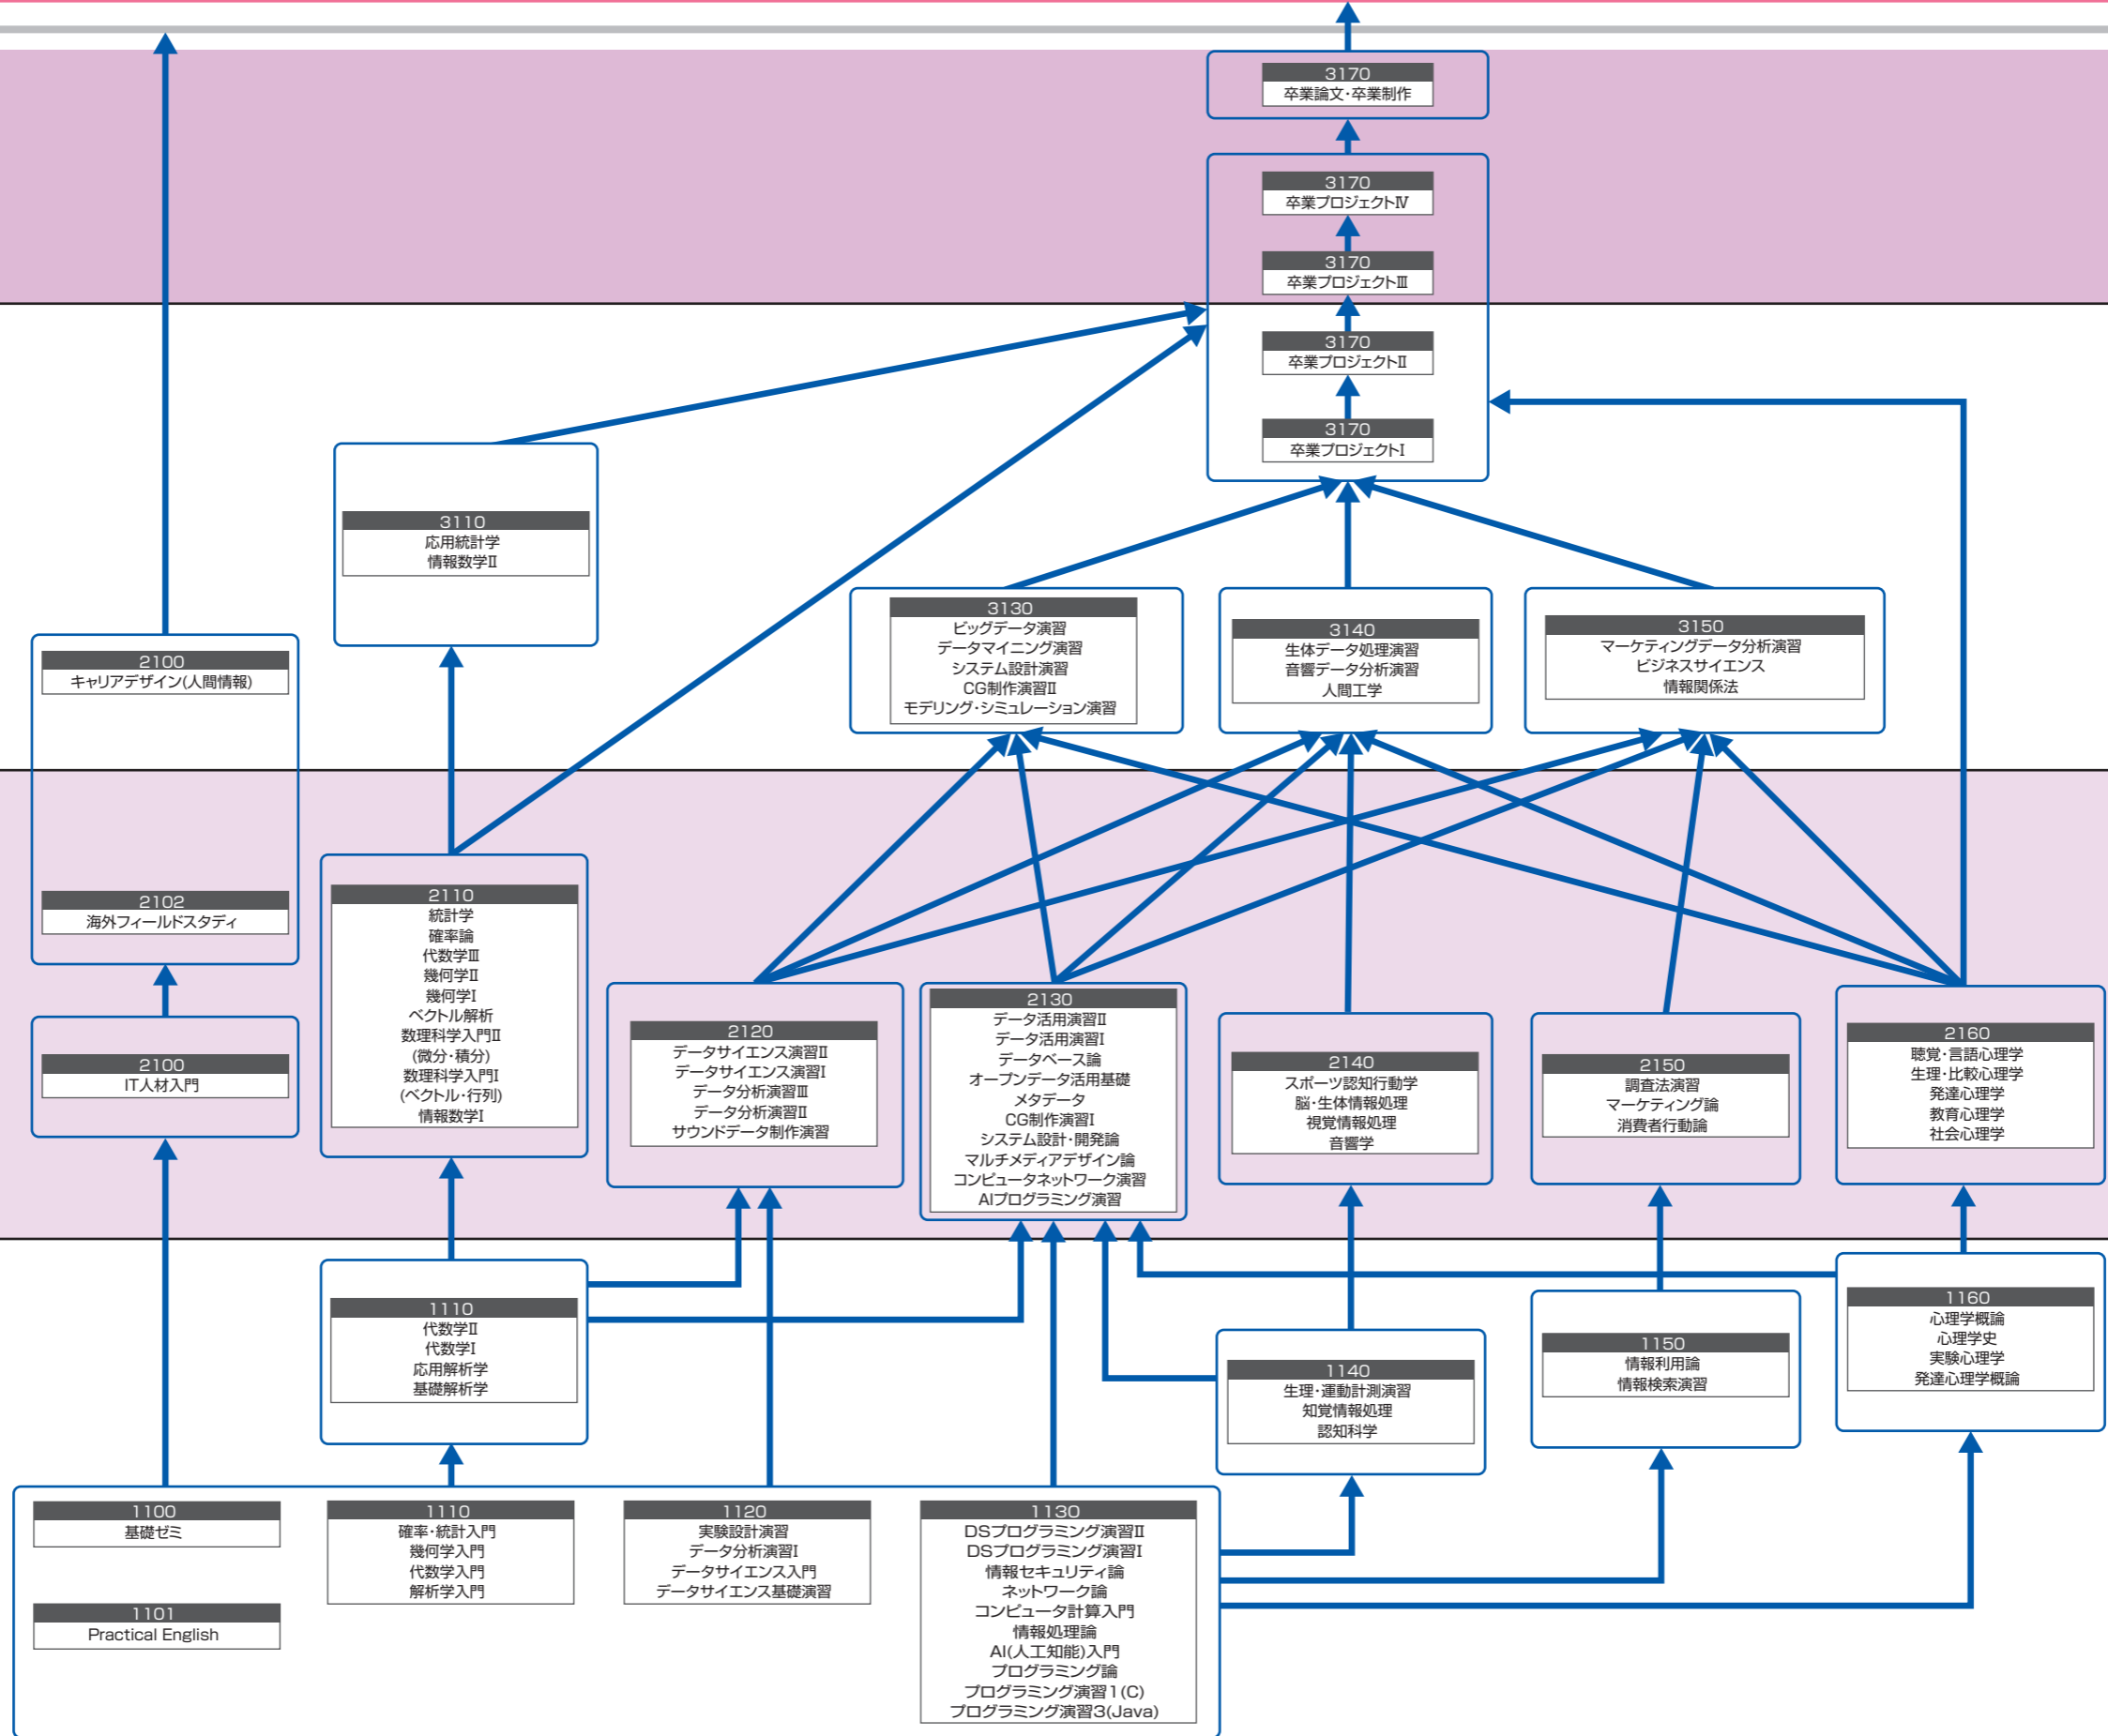 3170
卒業論文・卒業制作
3170
卒業プロジェクトⅣ
3170
卒業プロジェクトⅢ
3170
卒業プロジェクトⅡ
3170
卒業プロジェクトⅠ
3110
応用統計学
情報数学Ⅱ
3130
ビッグデータ演習
データマイニング演習
システム設計演習
CG制作演習Ⅱ
モデリング・シミュレーション演習
3140
生体データ処理演習
音響データ分析演習
人間工学
3150
マーケティングデータ分析演習
ビジネスサイエンス
情報関係法
2100
キャリアデザイン(人間情報)
2102
海外フィールドスタディ
2100
IT人材入門
2110
統計学
確率論
代数学Ⅲ
幾何学Ⅱ
幾何学Ⅰ
ベクトル解析
数理科学入門Ⅱ
(微分・積分)
数理科学入門Ⅰ
(ベクトル・行列)
情報数学Ⅰ
2120
データサイエンス演習Ⅱ
データサイエンス演習Ⅰ
データ分析演習Ⅲ
データ分析演習Ⅱ
サウンドデータ制作演習
2130
データ活用演習Ⅱ
データ活用演習Ⅰ
データベース論
オープンデータ活用基礎
メタデータ
CG制作演習Ⅰ
システム設計・開発論
マルチメディアデザイン論
コンピュータネットワーク演習
AIプログラミング演習
2140
スポーツ認知行動学
脳・生体情報処理
視覚情報処理
音響学
2150
調査法演習
マーケティング論
消費者行動論
2160
聴覚・言語心理学
生理・比較心理学
発達心理学
教育心理学
社会心理学
1110
代数学Ⅱ
代数学Ⅰ
応用解析学
基礎解析学
1140
生理・運動計測演習
知覚情報処理
認知科学
1150
情報利用論
情報検索演習
1160
心理学概論
心理学史
実験心理学
発達心理学概論
1100
基礎ゼミ
1101
Practical English
1110
確率・統計入門
幾何学入門
代数学入門
解析学入門
1120
実験設計演習
データ分析演習Ⅰ
データサイエンス入門
データサイエンス基礎演習
1130
DSプログラミング演習Ⅱ
DSプログラミング演習Ⅰ
情報セキュリティ論
ネットワーク論
コンピュータ計算入門
情報処理論
AI(人工知能)入門
プログラミング論
プログラミング演習1(C)
プログラミング演習3(Java)